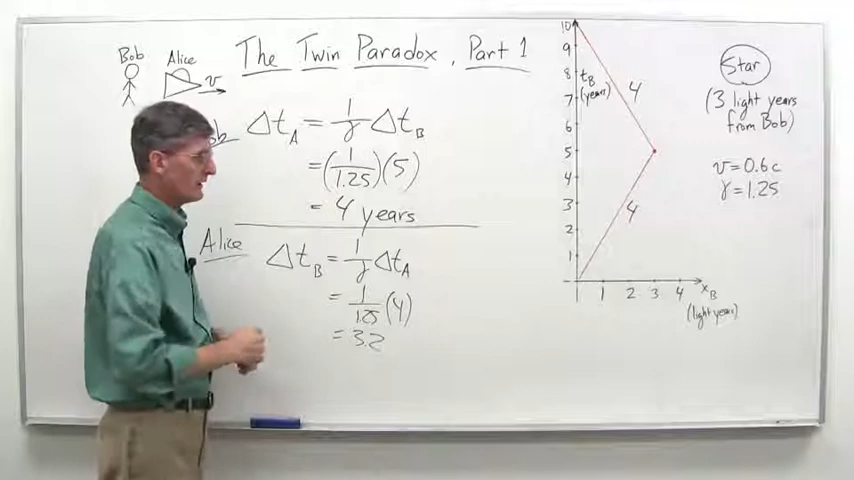 The Twin Paradox, Part 1
Bob
Alice
v
Δt_A = 1/γ Δt_B
= (1/1.25)(5)
= 4 years
Alice
Δt_B = 1/γ Δt_A
= 1/1.25 (4)
= 3.2
10
9
8
7
6
5
4
3
2
1
t_B
(years)
4
4
1 2 3 4 x_B
(light years)
Star
(3 light years
from Bob)
v = 0.6c
γ = 1.25